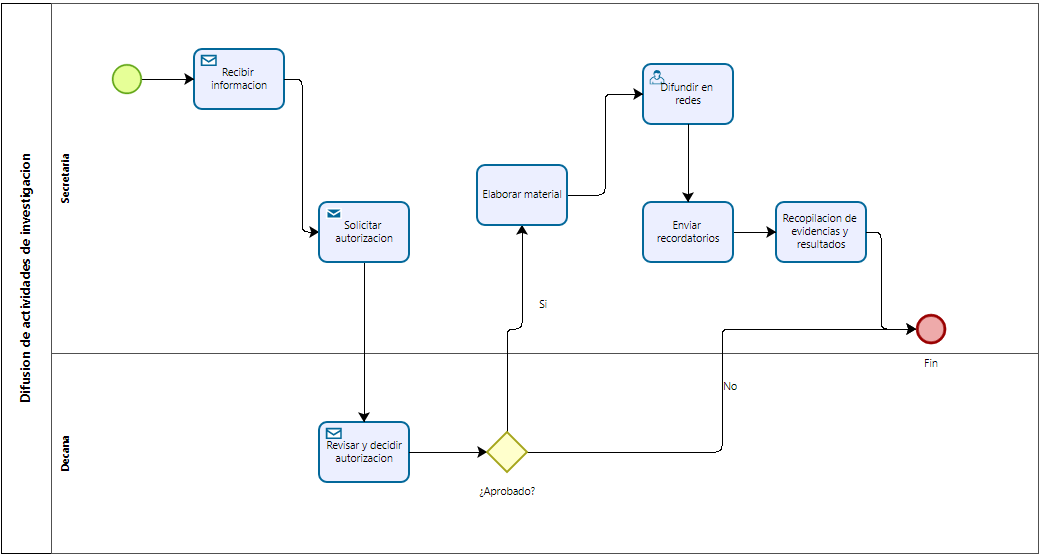 Difusion de actividades de investigacion
Secretaria
Recibir
informacion
Solicitar
autorizacion
Elaborar material
Difundir en
redes
Enviar
recordatorios
Recopilacion de
evidencias y
resultados
Si
Fin
Decana
Revisar y decidir
autorizacion
¿Aprobado?
No